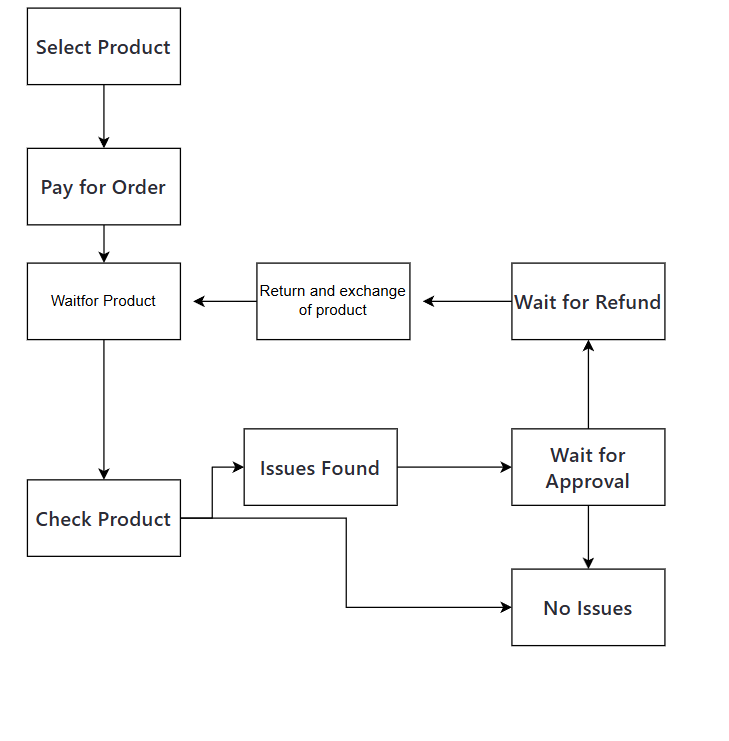 Select Product
Pay for Order
Waitfor Product
Return and exchange
of product
Wait for Refund
Issues Found
Wait for
Approval
Check Product
No Issues